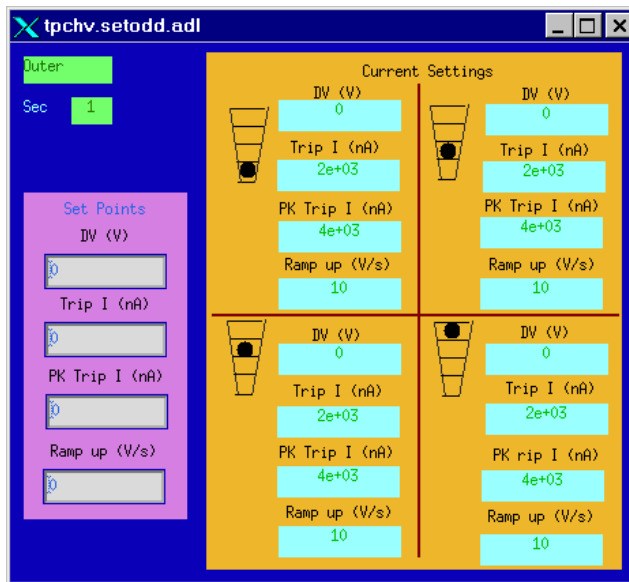 tpchv.setodd.adl
Outer
Sec 1
Set Points
DV (V)
0
Trip I (nA)
0
PK Trip I (nA)
0
Ramp up (V/s)
0
Current Settings
DV (V)
0
Trip I (nA)
2e+03
PK Trip I (nA)
4e+03
Ramp up (V/s)
10
DV (V)
0
Trip I (nA)
2e+03
PK Trip I (nA)
4e+03
Ramp up (V/s)
10
DV (V)
0
Trip I (nA)
2e+03
PK Trip I (nA)
4e+03
Ramp up (V/s)
10
DV (V)
0
Trip I (nA)
2e+03
PK rip I (nA)
4e+03
Ramp up (V/s)
10